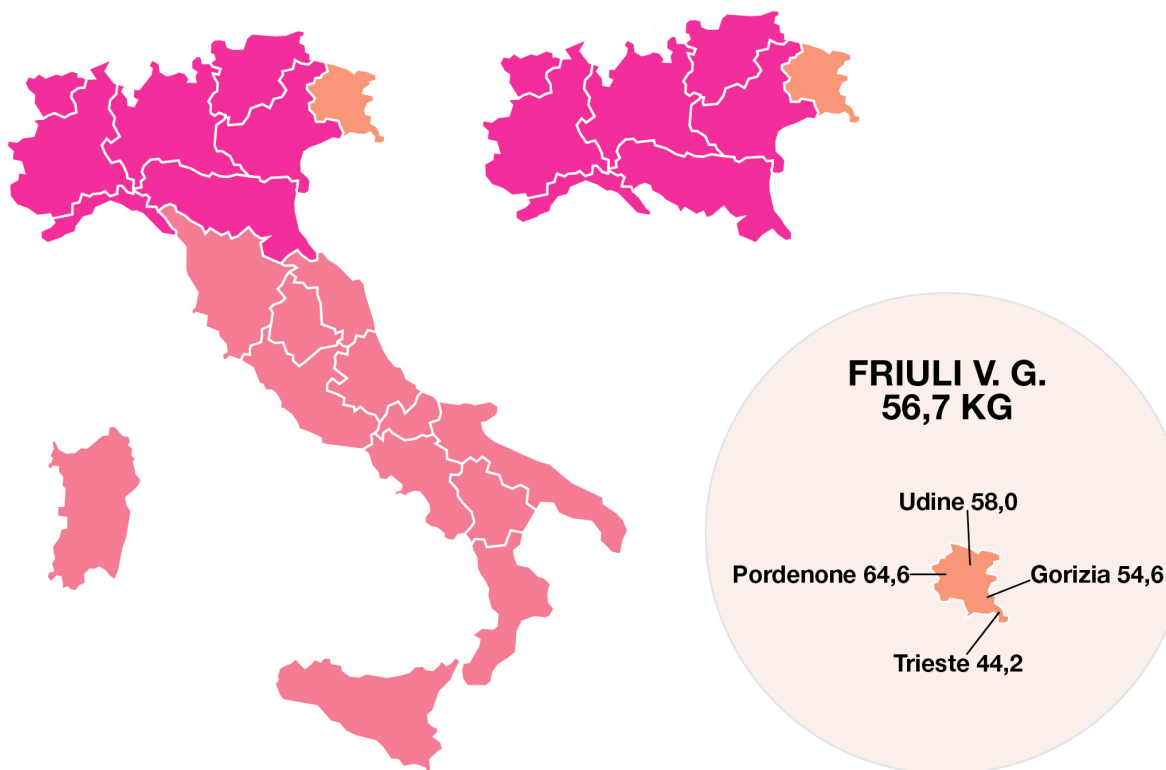 FRIULI V. G.
56,7 KG
Udine 58,0
Pordenone 64,6
Gorizia 54,6
Trieste 44,2